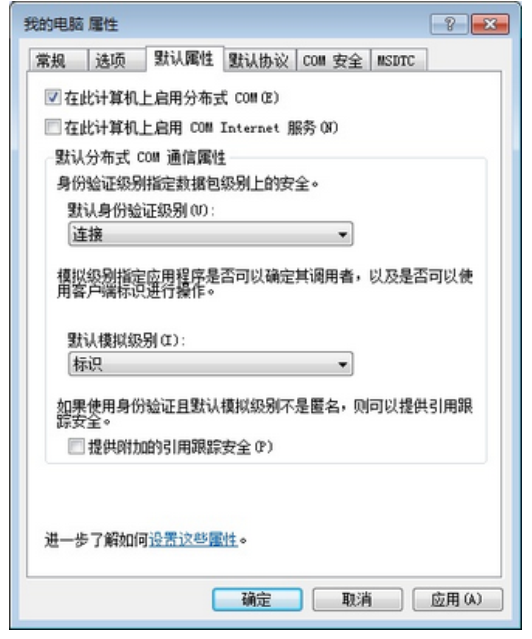 我的电脑 属性
常规 选项 默认属性 默认协议 COM 安全 MSDTC
在此计算机上启用分布式 COM(E)
在此计算机上启用 COM Internet 服务(N)
默认分布式 COM 通信属性
身份验证级别指定数据包级别上的安全。
默认身份验证级别(U):
连接
模拟级别指定应用程序是否可以确定其调用者，以及是否可以使
用客户端标识进行操作。
默认模拟级别(I):
标识
如果使用身份验证且默认模拟级别不是匿名，则可以提供引用跟
踪安全。
提供附加的引用跟踪安全(P)
进一步了解如何设置这些属性。
确定 取消 应用(A)